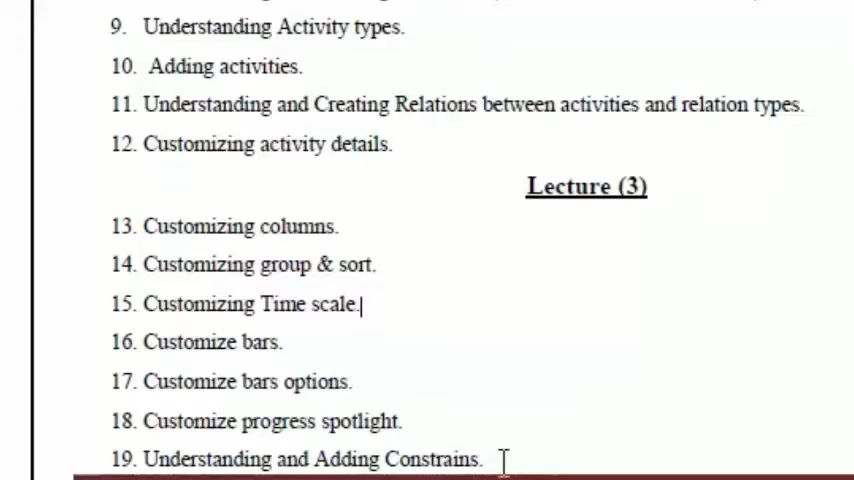 9. Understanding Activity types.
10. Adding activities.
11. Understanding and Creating Relations between activities and relation types.
12. Customizing activity details.
Lecture (3)
13. Customizing columns.
14. Customizing group & sort.
15. Customizing Time scale.
16. Customize bars.
17. Customize bars options.
18. Customize progress spotlight.
19. Understanding and Adding Constrains.